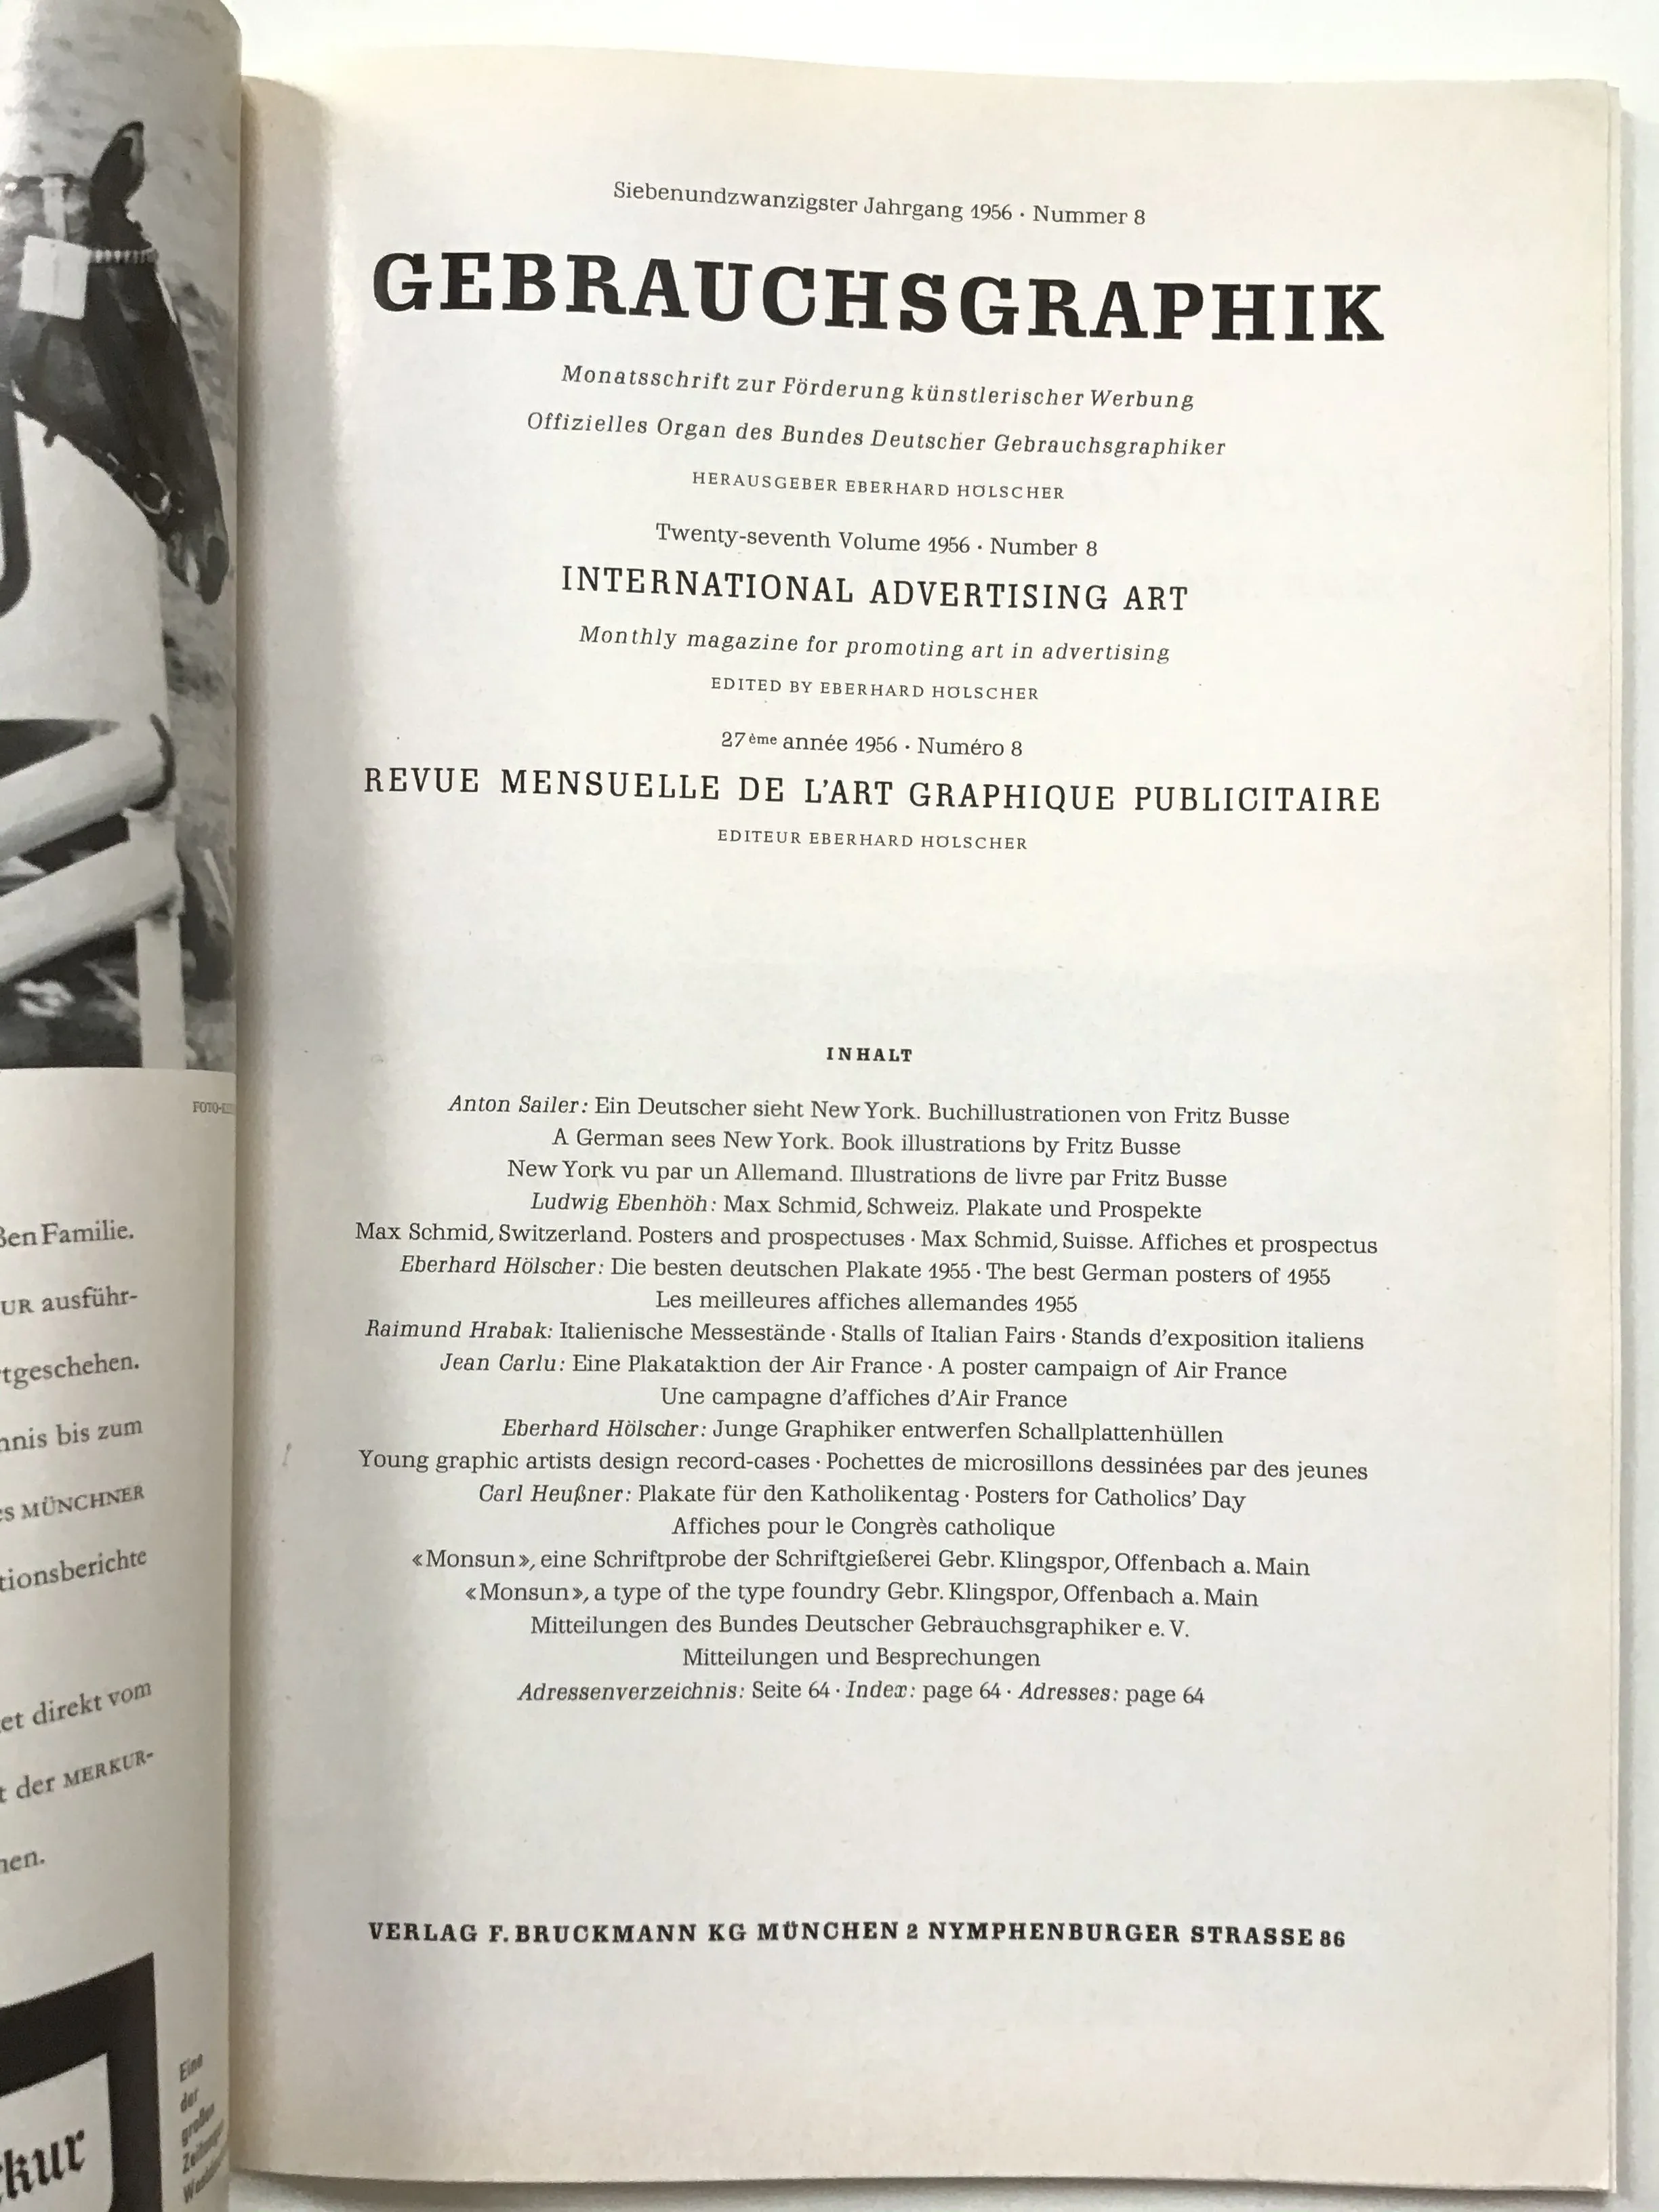 FOTO-
ßen Familie.
UR ausführ-
tgeschehen.
nnis bis zum
es MÜNCHNER
tionsberichte
et direkt vom
t der MERKUR-
nen.
kur
Eine
der
großen
Siebenundzwanzigster Jahrgang 1956 · Nummer 8
GEBRAUCHSGRAPHIK
Monatsschrift zur Förderung künstlerischer Werbung
Offizielles Organ des Bundes Deutscher Gebrauchsgraphiker
HERAUSGEBER EBERHARD HÖLSCHER
Twenty-seventh Volume 1956 · Number 8
INTERNATIONAL ADVERTISING ART
Monthly magazine for promoting art in advertising
EDITED BY EBERHARD HÖLSCHER
27ème année 1956 · Numéro 8
REVUE MENSUELLE DE L'ART GRAPHIQUE PUBLICITAIRE
EDITEUR EBERHARD HÖLSCHER
INHALT
Anton Sailer: Ein Deutscher sieht New York. Buchillustrationen von Fritz Busse
A German sees New York. Book illustrations by Fritz Busse
New York vu par un Allemand. Illustrations de livre par Fritz Busse
Ludwig Ebenhöh: Max Schmid, Schweiz. Plakate und Prospekte
Max Schmid, Switzerland. Posters and prospectuses · Max Schmid, Suisse. Affiches et prospectus
Eberhard Hölscher: Die besten deutschen Plakate 1955 · The best German posters of 1955
Les meilleures affiches allemandes 1955
Raimund Hrabak: Italienische Messestände · Stalls of Italian Fairs · Stands d'exposition italiens
Jean Carlu: Eine Plakataktion der Air France · A poster campaign of Air France
Une campagne d'affiches d'Air France
Eberhard Hölscher: Junge Graphiker entwerfen Schallplattenhüllen
Young graphic artists design record-cases · Pochettes de microsillons dessinées par des jeunes
Carl Heußner: Plakate für den Katholikentag · Posters for Catholics' Day
Affiches pour le Congrès catholique
«Monsun», eine Schriftprobe der Schriftgießerei Gebr. Klingspor, Offenbach a. Main
«Monsun», a type of the type foundry Gebr. Klingspor, Offenbach a. Main
Mitteilungen des Bundes Deutscher Gebrauchsgraphiker e. V.
Mitteilungen und Besprechungen
Adressenverzeichnis: Seite 64 · Index: page 64 · Adresses: page 64
VERLAG F. BRUCKMANN KG MÜNCHEN 2 NYMPHENBURGER STRASSE 86